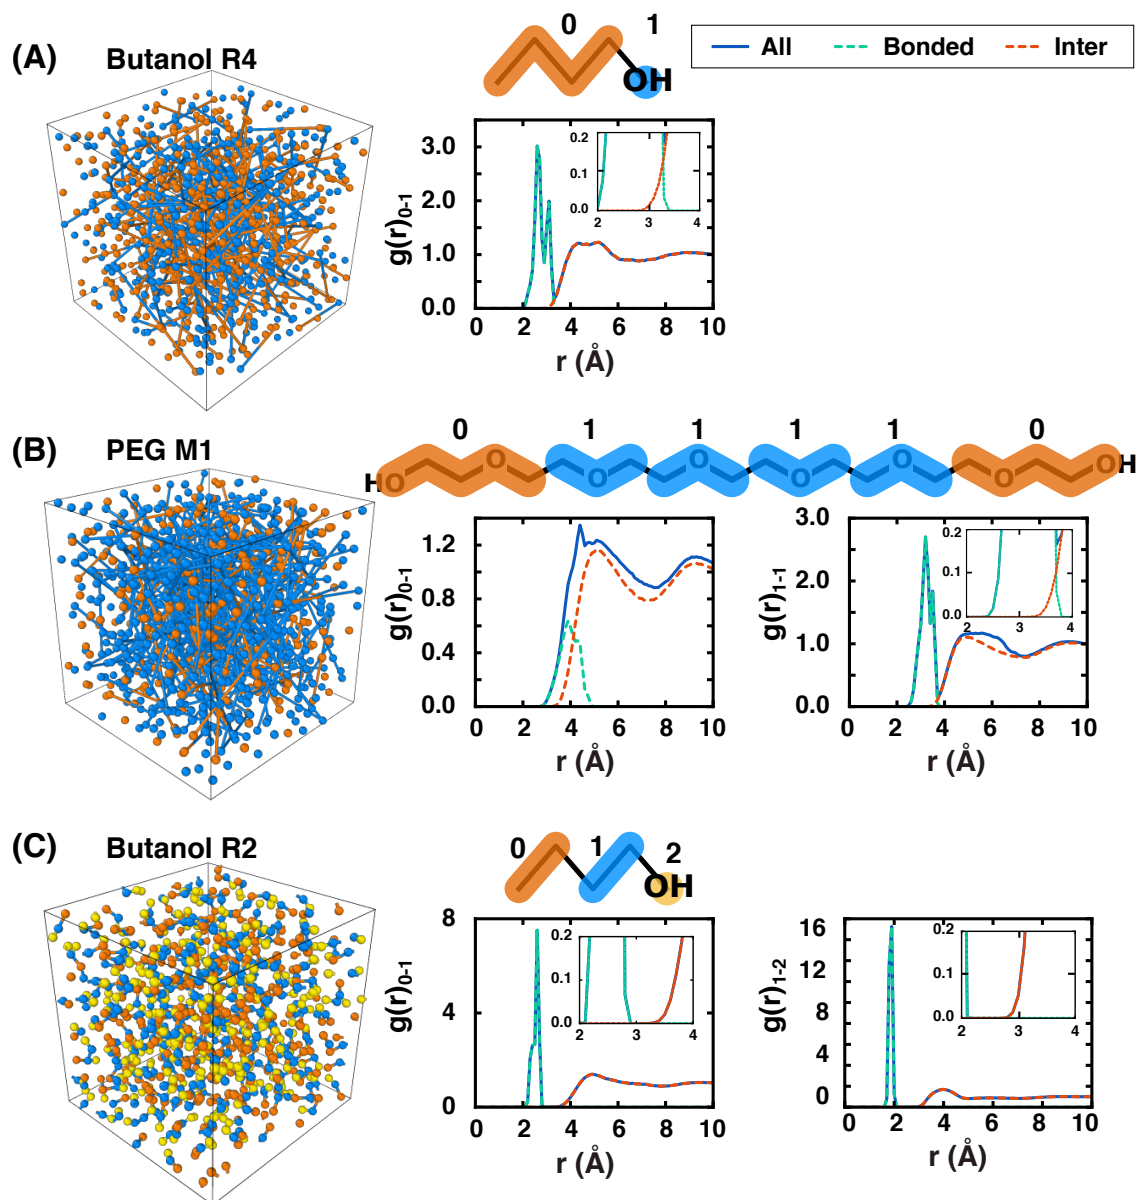 (A) Butanol R4
0 1
OH
All Bonded Inter
g(r)0-1
3.0
2.0
1.0
0.0
0 2 4 6 8 10
r (Å)
0.2
0.1
0.0
2 3 4
(B) PEG M1
0 1 1 1 1 0
HO O O O O O O OH
g(r)0-1
1.2
0.8
0.4
0.0
0 2 4 6 8 10
r (Å)
g(r)1-1
3.0
2.0
1.0
0.0
0 2 4 6 8 10
r (Å)
0.2
0.1
0.0
2 3 4
(C) Butanol R2
0 1 2
OH
g(r)0-1
8
4
0
0 2 4 6 8 10
r (Å)
0.2
0.1
0.0
2 3 4
g(r)1-2
16
12
8
4
0
0 2 4 6 8 10
r (Å)
0.2
0.1
0.0
2 3 4